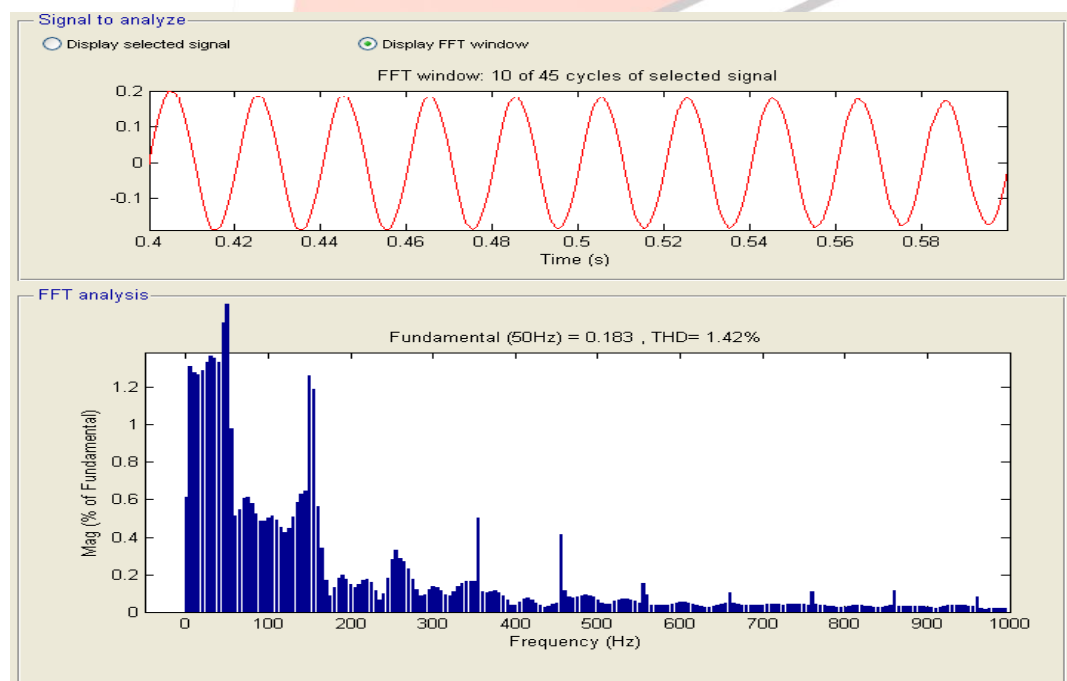 Signal to analyze
Display selected signal
Display FFT window
FFT window: 10 of 45 cycles of selected signal
0.2
0.1
0
-0.1
0.4 0.42 0.44 0.46 0.48 0.5 0.52 0.54 0.56 0.58
Time (s)
FFT analysis
Fundamental (50Hz) = 0.183 , THD= 1.42%
Mag (% of Fundamental)
1.2
1
0.8
0.6
0.4
0.2
0
0 100 200 300 400 500 600 700 800 900 1000
Frequency (Hz)